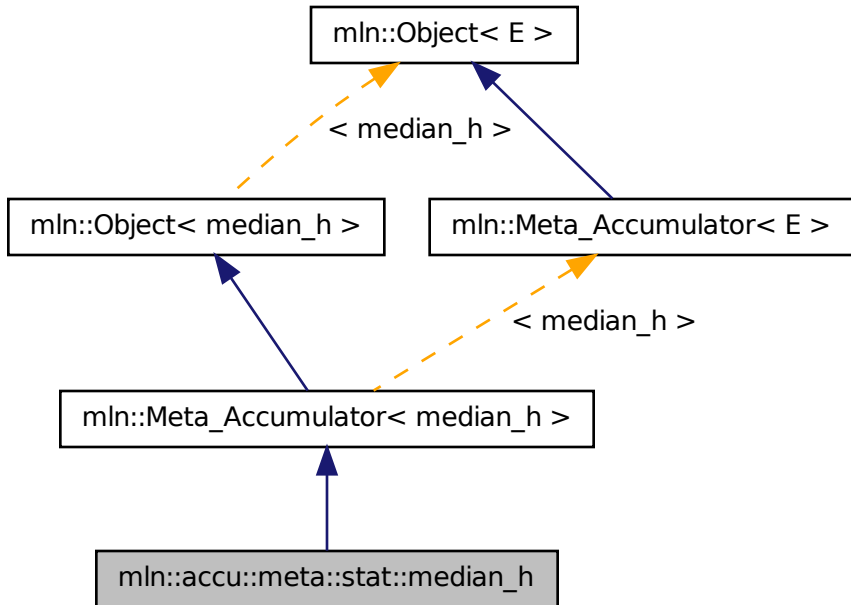 mln::Object< E >
< median_h >
mln::Object< median_h >
mln::Meta_Accumulator< E >
< median_h >
mln::Meta_Accumulator< median_h >
mln::accu::meta::stat::median_h